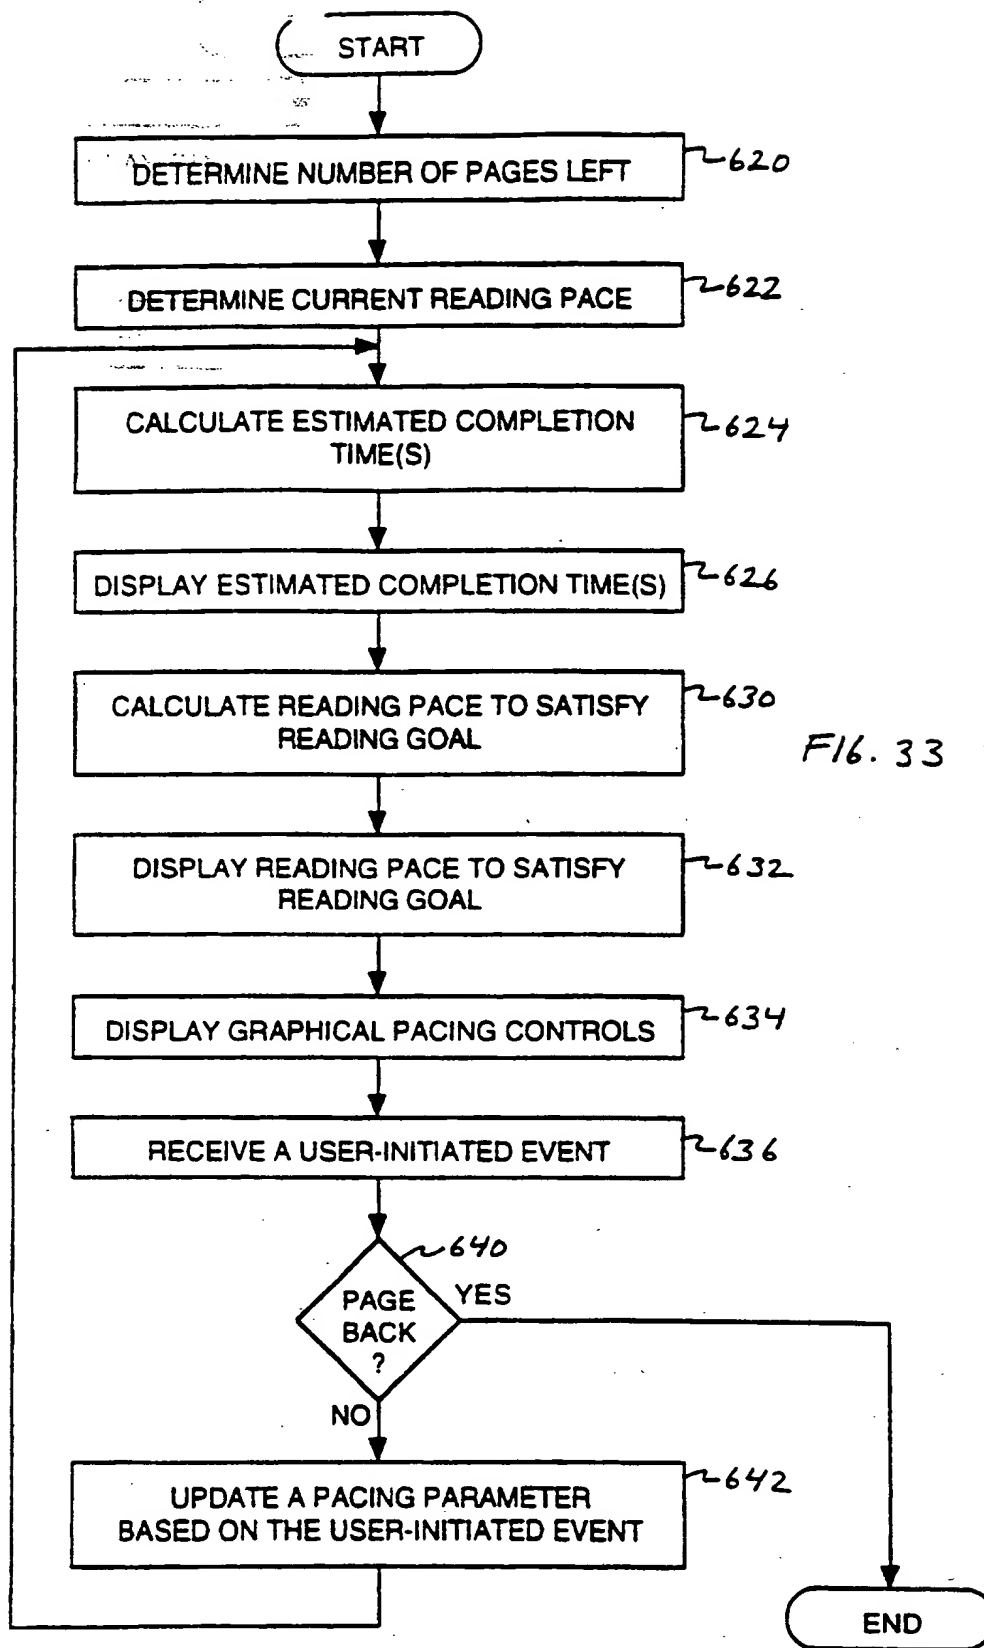 START
DETERMINE NUMBER OF PAGES LEFT
620
DETERMINE CURRENT READING PACE
622
CALCULATE ESTIMATED COMPLETION
TIME(S)
624
DISPLAY ESTIMATED COMPLETION TIME(S)
626
CALCULATE READING PACE TO SATISFY
READING GOAL
630
FIG. 33
DISPLAY READING PACE TO SATISFY
READING GOAL
632
DISPLAY GRAPHICAL PACING CONTROLS
634
RECEIVE A USER-INITIATED EVENT
636
640
PAGE
BACK
?
YES
NO
UPDATE A PACING PARAMETER
BASED ON THE USER-INITIATED EVENT
642
END